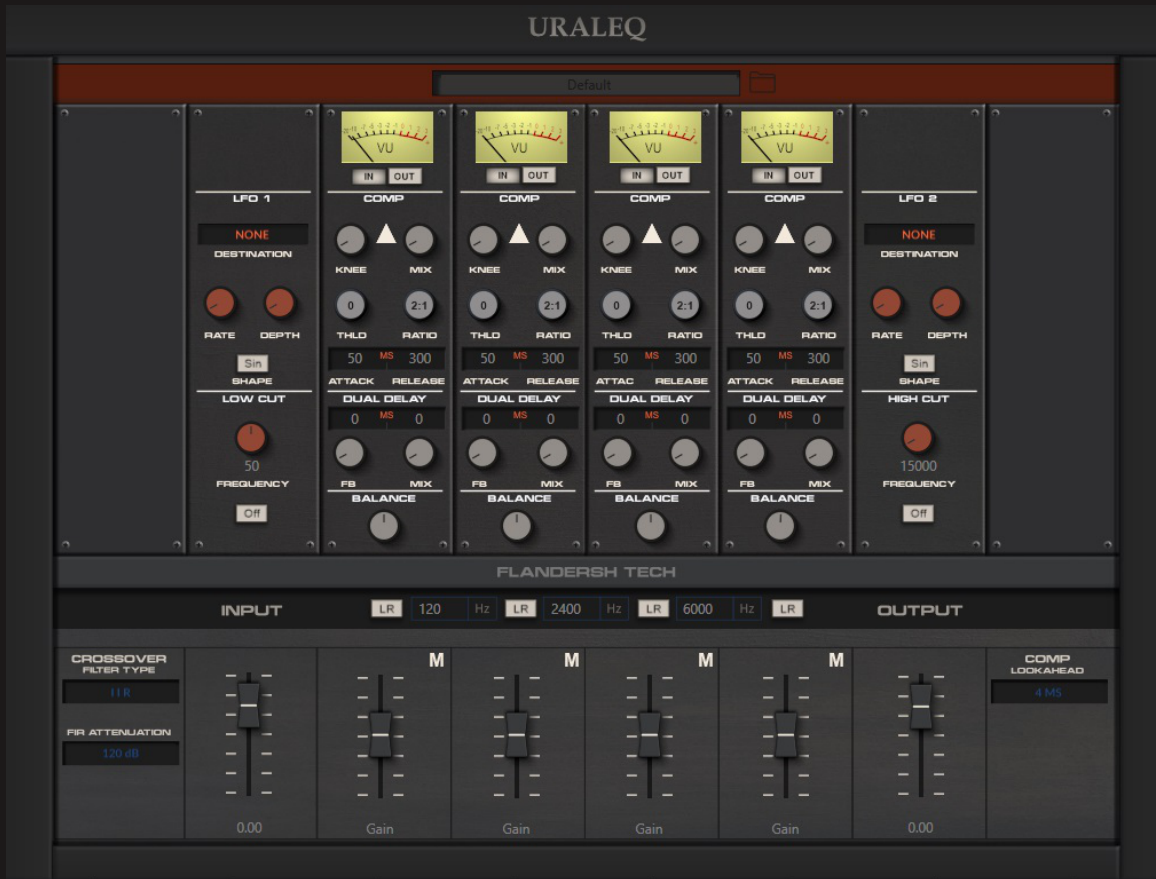 URALEQ
Default
VU VU VU VU
IN OUT IN OUT IN OUT IN OUT
LFO 1 COMP COMP COMP COMP LFO 2
NONE NONE
DESTINATION DESTINATION
KNEE MIX KNEE MIX KNEE MIX KNEE MIX
0 2:1 0 2:1 0 2:1 0 2:1
RATE DEPTH THLD RATIO THLD RATIO THLD RATIO THLD RATIO RATE DEPTH
50 MS 300 50 MS 300 50 MS 300 50 MS 300
Sin Sin
SHAPE ATTACK RELEASE ATTACK RELEASE ATTAC RELEASE ATTACK RELEASE SHAPE
LOW CUT DUAL DELAY DUAL DELAY DUAL DELAY DUAL DELAY HIGH CUT
0 MS 0 0 MS 0 0 MS 0 0 MS 0
50 15000
FREQUENCY FB MIX FB MIX FB MIX FB MIX FREQUENCY
BALANCE BALANCE BALANCE BALANCE
Off Off
FLANDERSH TECH
INPUT LR 120 Hz LR 2400 Hz LR 6000 Hz LR OUTPUT
CROSSOVER M M M M COMP
FILTER TYPE LOOKAHEAD
IIR 4 MS
FIR ATTENUATION
120 dB
0.00 Gain Gain Gain Gain 0.00